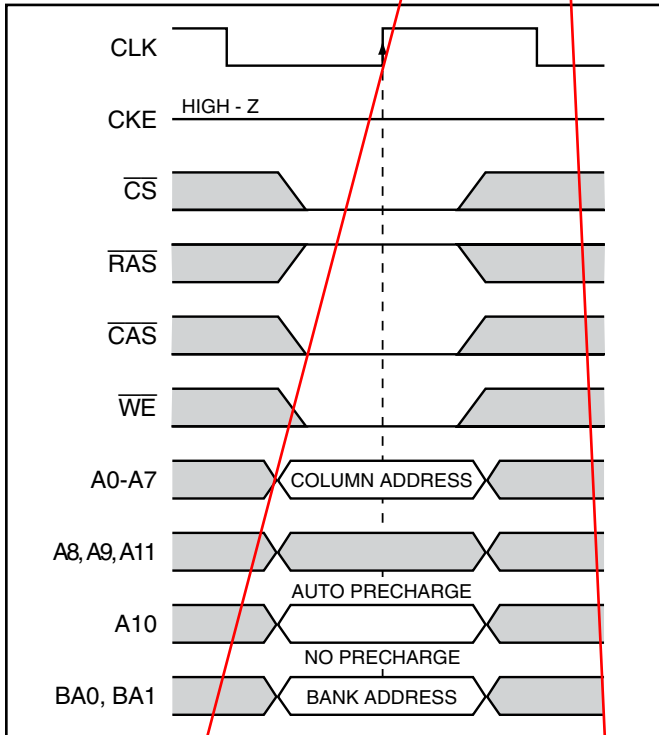 CLK
CKE HIGH - Z
CS
RAS
CAS
WE
A0-A7 COLUMN ADDRESS
A8, A9, A11
AUTO PRECHARGE
A10
NO PRECHARGE
BA0, BA1 BANK ADDRESS